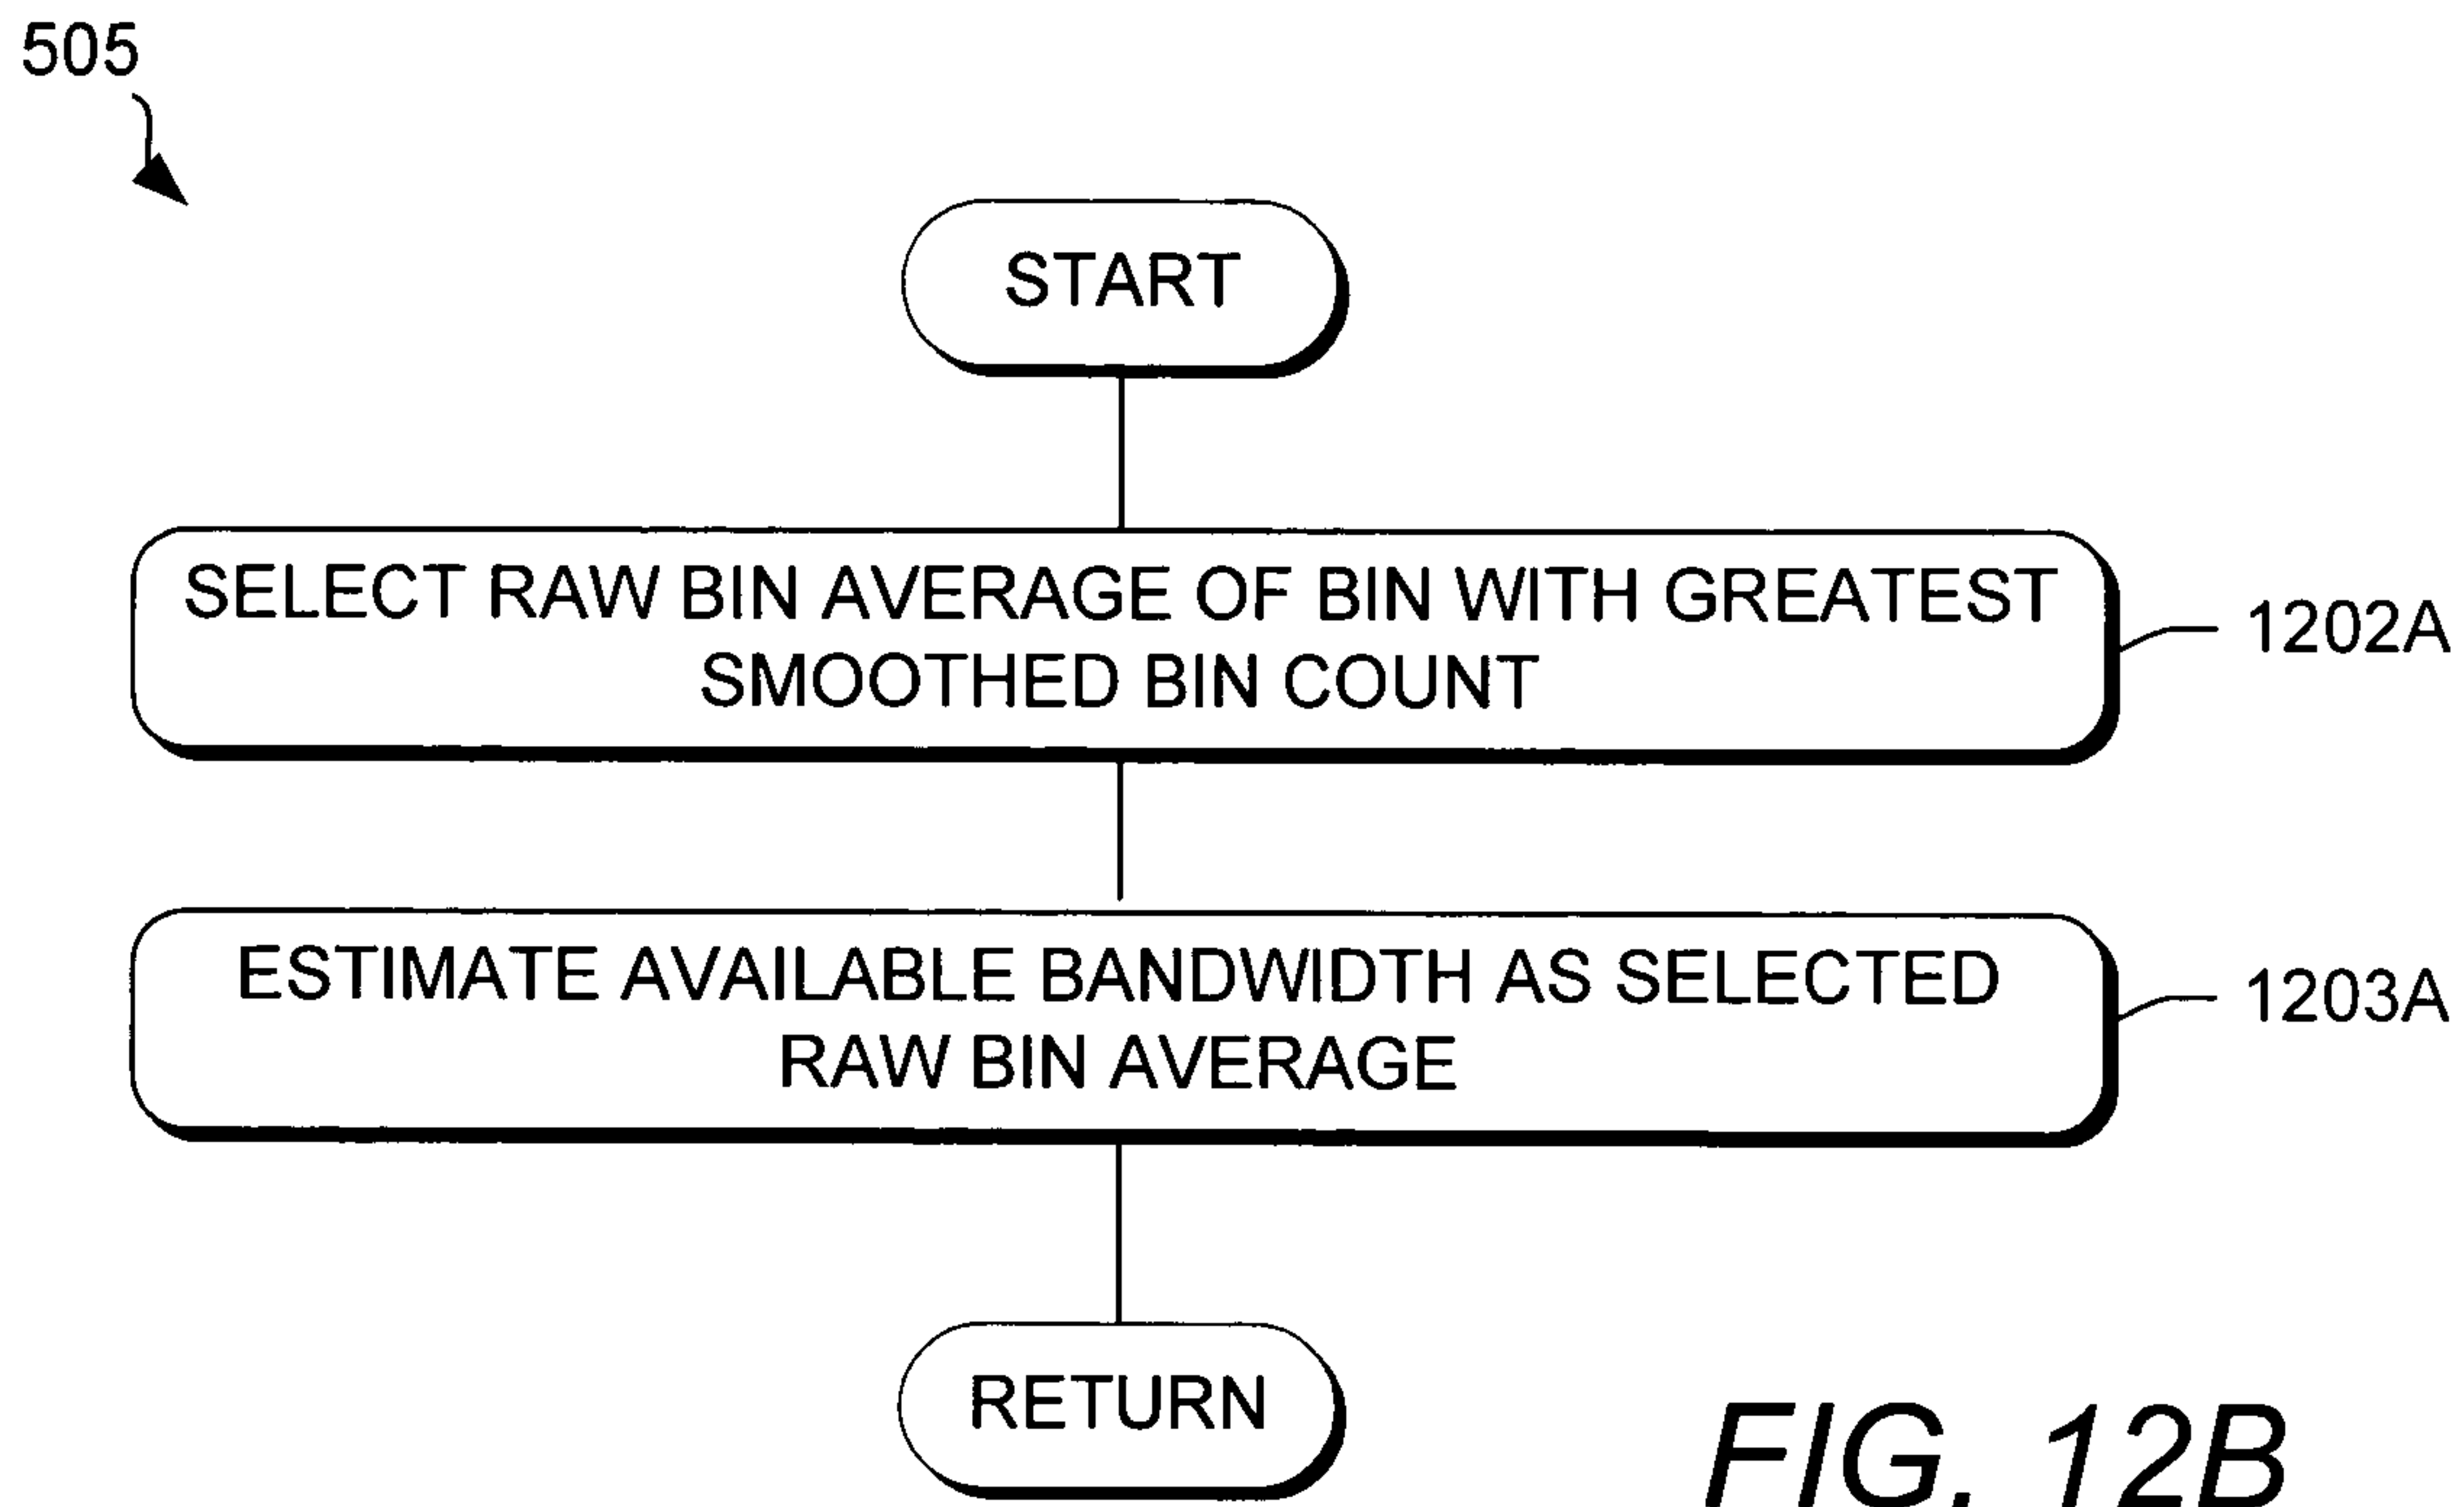 505
START
SELECT RAW BIN AVERAGE OF BIN WITH GREATEST
SMOOTHED BIN COUNT
1202A
ESTIMATE AVAILABLE BANDWIDTH AS SELECTED
RAW BIN AVERAGE
1203A
RETURN
FIG. 12B